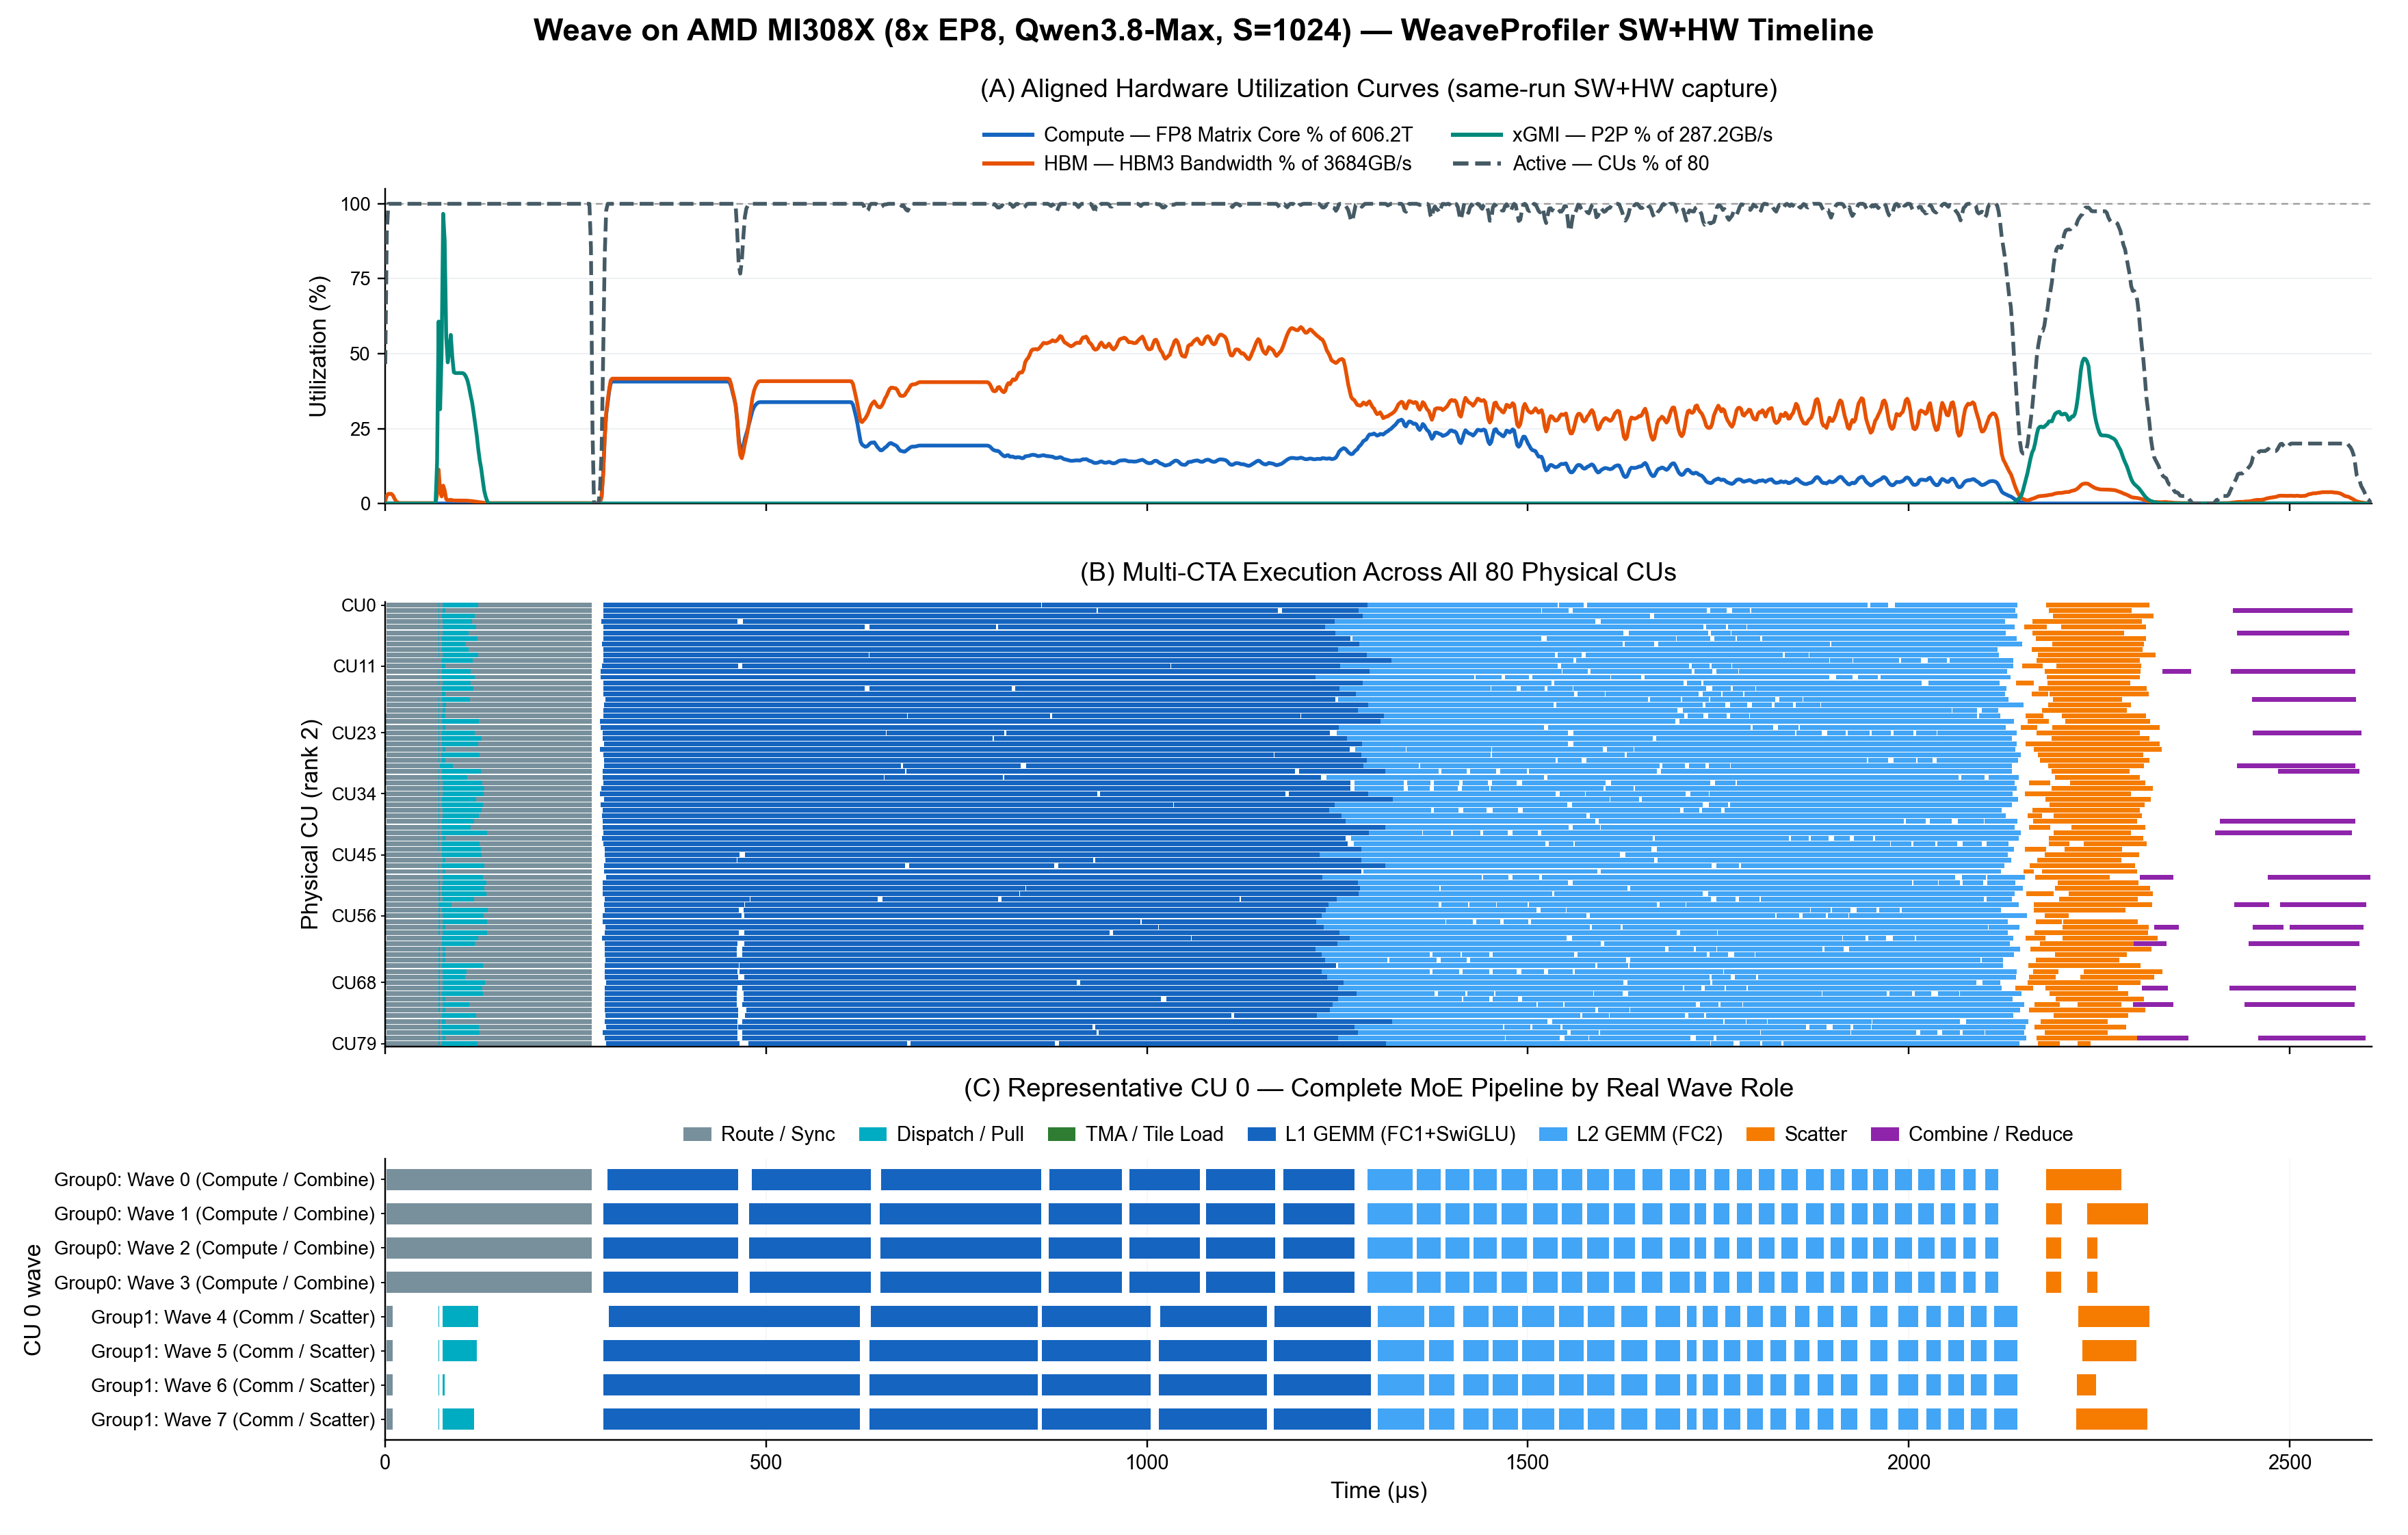 Weave on AMD MI308X (8x EP8, Qwen3.8-Max, S=1024) — WeaveProfiler SW+HW Timeline
(A) Aligned Hardware Utilization Curves (same-run SW+HW capture)
Compute — FP8 Matrix Core % of 606.2T
xGMI — P2P % of 287.2GB/s
HBM — HBM3 Bandwidth % of 3684GB/s
Active — CUs % of 80
Utilization (%)
100
75
50
25
0
(B) Multi-CTA Execution Across All 80 Physical CUs
Physical CU (rank 2)
CU0
CU11
CU23
CU34
CU45
CU56
CU68
CU79
(C) Representative CU 0 — Complete MoE Pipeline by Real Wave Role
Route / Sync
Dispatch / Pull
TMA / Tile Load
L1 GEMM (FC1+SwiGLU)
L2 GEMM (FC2)
Scatter
Combine / Reduce
CU 0 wave
Group0: Wave 0 (Compute / Combine)
Group0: Wave 1 (Compute / Combine)
Group0: Wave 2 (Compute / Combine)
Group0: Wave 3 (Compute / Combine)
Group1: Wave 4 (Comm / Scatter)
Group1: Wave 5 (Comm / Scatter)
Group1: Wave 6 (Comm / Scatter)
Group1: Wave 7 (Comm / Scatter)
0
500
1000
1500
2000
2500
Time (µs)